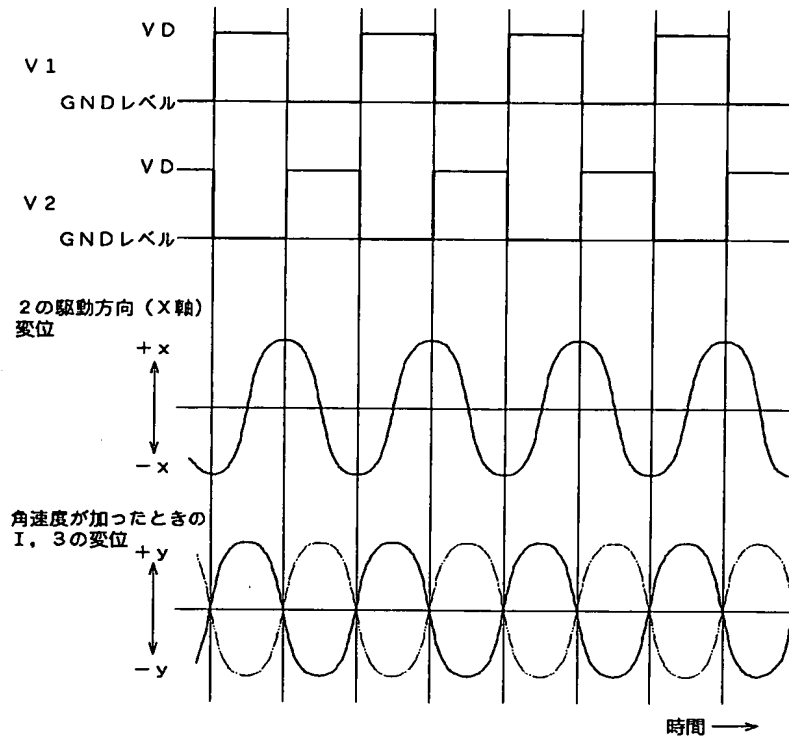 VD
V1
GNDレベル
VD
V2
GNDレベル
2の駆動方向(X軸)
変位
+x
−x
角速度が加ったときの
I,3の変位
+y
−y
時間